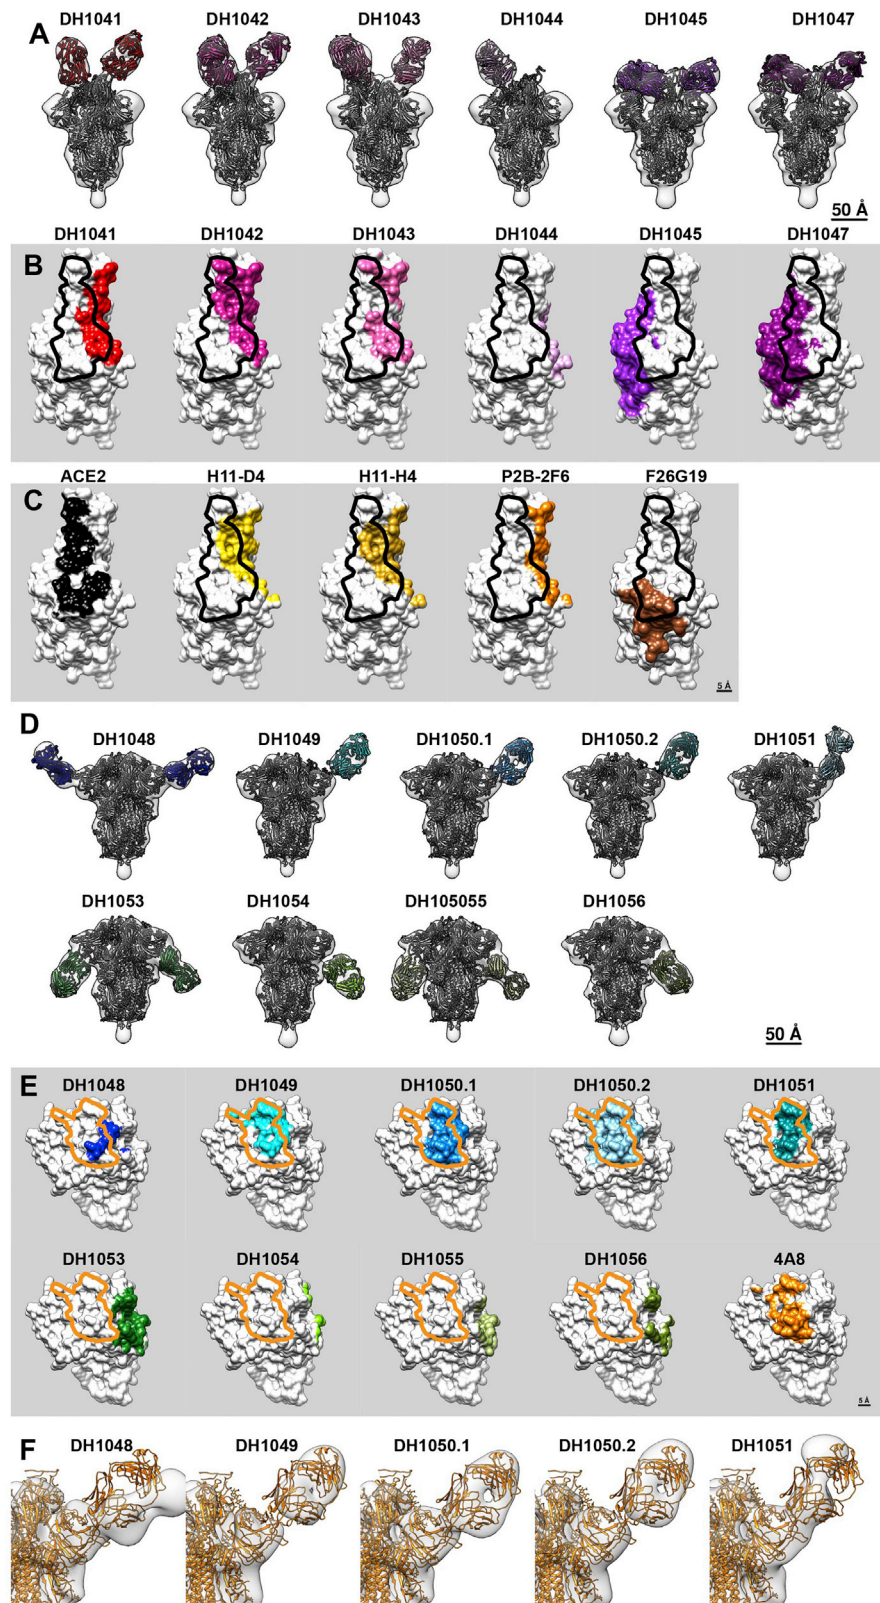 A
DH1041 DH1042 DH1043 DH1044 DH1045 DH1047
50 Å
DH1041 DH1042 DH1043 DH1044 DH1045 DH1047
B
ACE2 H11-D4 H11-H4 P2B-2F6 F26G19
C
5 Å
D
DH1048 DH1049 DH1050.1 DH1050.2 DH1051
DH1053 DH1054 DH105055 DH1056
50 Å
E
DH1048 DH1049 DH1050.1 DH1050.2 DH1051
DH1053 DH1054 DH1055 DH1056 4A8
5 Å
F
DH1048 DH1049 DH1050.1 DH1050.2 DH1051